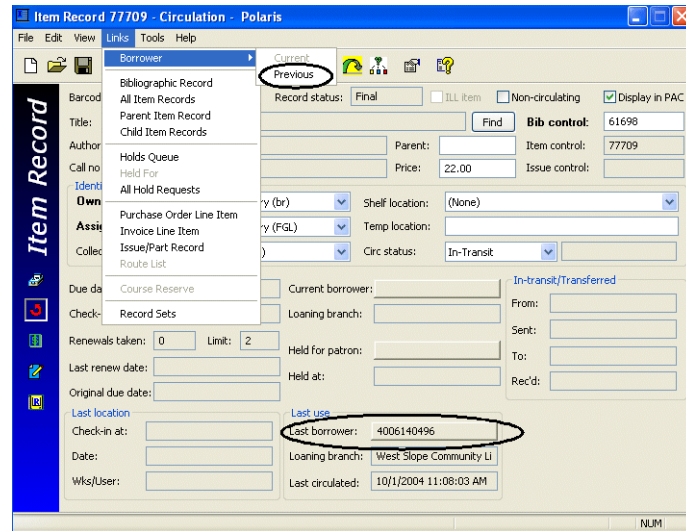 Item Record 77709 - Circulation - Polaris
File Edit View Links Tools Help
Borrower
Current
Previous
Bibliographic Record
All Item Records
Parent Item Record
Child Item Records
Holds Queue
Held For
All Hold Requests
Purchase Order Line Item
Invoice Line Item
Issue/Part Record
Route List
Course Reserve
Record Sets
Item Record
Barcod Record status: Final ILL item Non-circulating Display in PAC
Title: Find Bib control: 61698
Author Parent: Item control: 77709
Call no Price: 22.00 Issue control:
Identi
Own ry (br) Shelf location: (None)
Assig ry (FGL) Temp location:
Collec ) Circ status: In-Transit
Due da Current borrower:
Check- Loaning branch:
Renewals taken: 0 Limit: 2
Held for patron:
Last renew date:
Held at:
Original due date:
In-transit/Transferred
From:
Sent:
To:
Rec'd:
Last location
Check-in at:
Date:
Wks/User:
Last use
Last borrower: 4006140496
Loaning branch: West Slope Community Li
Last circulated: 10/1/2004 11:08:03 AM
NUM